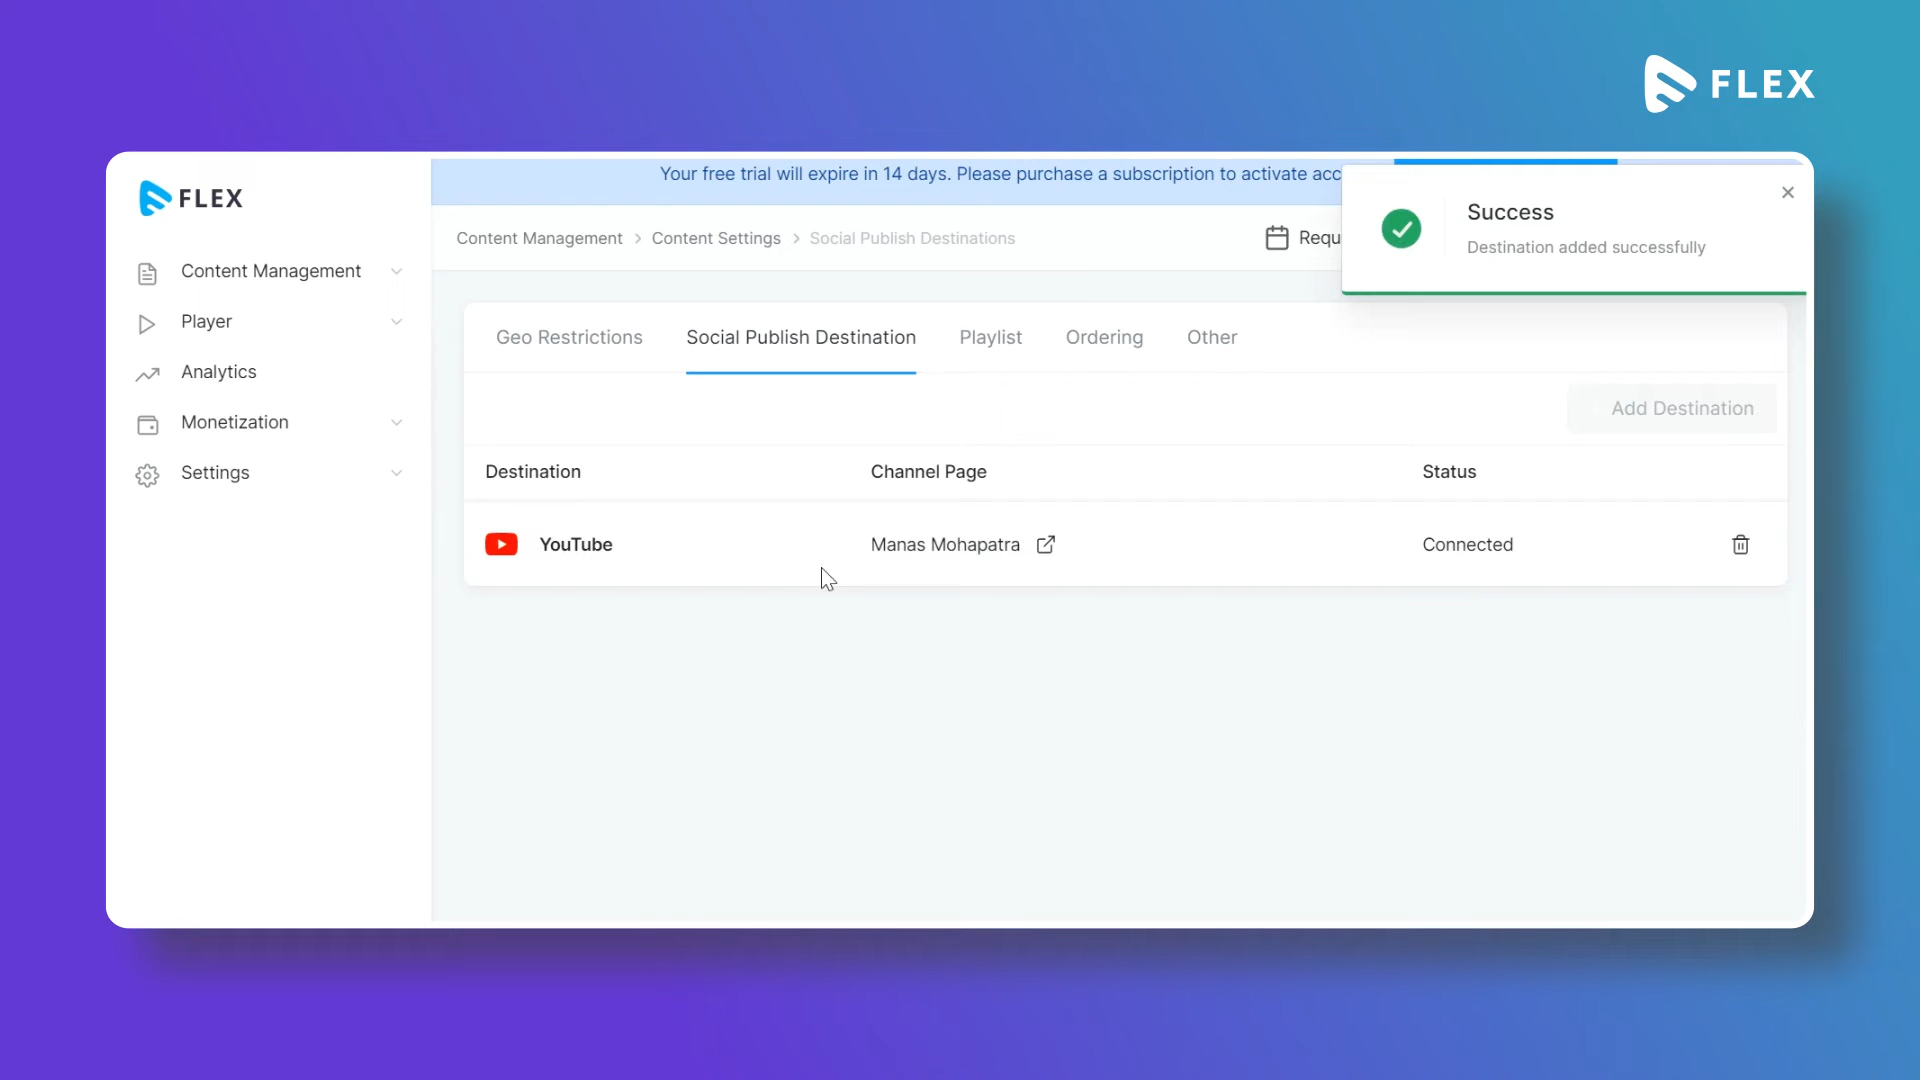 FLEX
FLEX
Your free trial will expire in 14 days. Please purchase a subscription to activate
Success
Destination added successfully
Content Management > Content Settings > Social Publish Destinations
Content Management
Player
Analytics
Monetization
Settings
Geo Restrictions Social Publish Destination Playlist Ordering Other
Add Destination
Destination Channel Page Status
YouTube Manas Mohapatra Connected